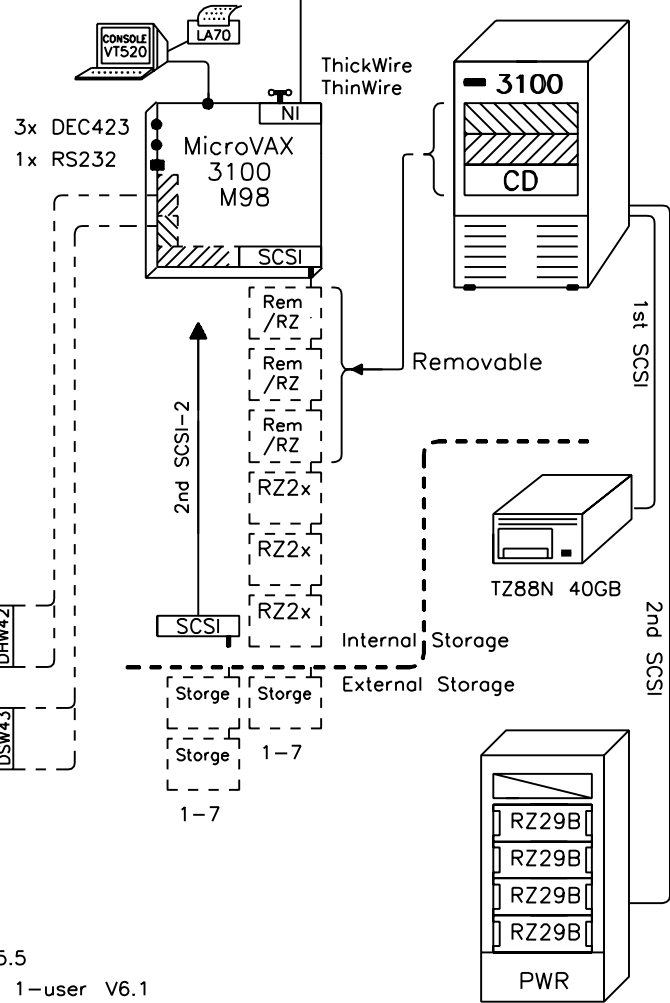 CONSOLE
VT520
LA70
ThickWire
ThinWire
NI
3100
3x DEC423
1x RS232
MicroVAX
3100
M98
CD
SCSI
Rem
/RZ
Rem
/RZ
Rem
/RZ
Removable
1st SCSI
2nd SCSI-2
RZ2x
RZ2x
RZ2x
TZ88N 40GB
SCSI
DHW42
Internal Storage
External Storage
2nd SCSI
Storge
Storge
Storge
1-7
1-7
DSW43
RZ29B
RZ29B
RZ29B
RZ29B
PWR
5.5
1-user V6.1